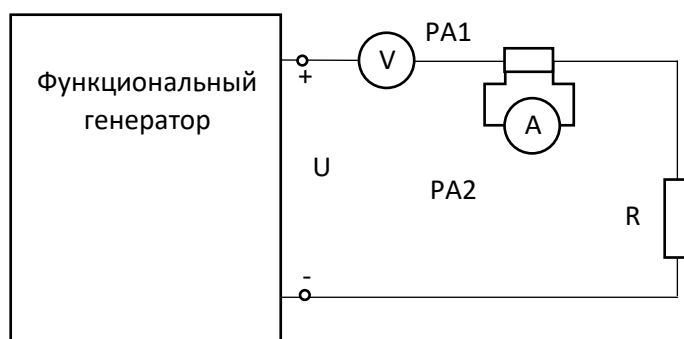 Функциональный
генератор
+
V
PA1
A
U
PA2
R
-